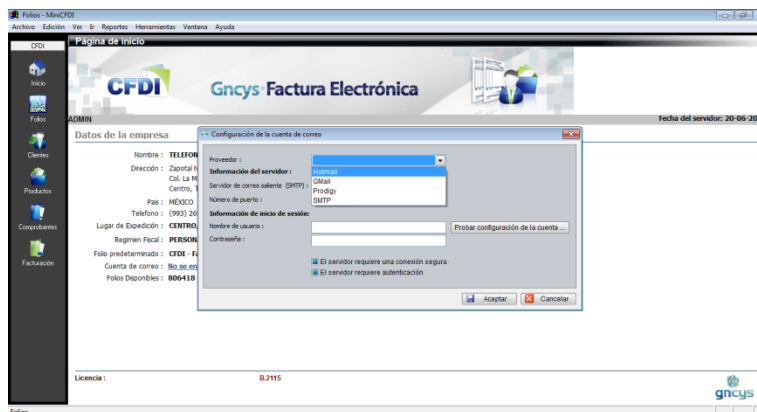 Folios - MiniCFDI
Archivo Edición Ver Ir Reportes Herramientas Ventana Ayuda
CFDI
Página de inicio
Inicio
CFDI
Gncys Factura Electrónica
Folios
ADMIN
Fecha del servidor: 20-06-20
Datos de la empresa
Configuración de la cuenta de correo
Clientes
Nombre : TELEFON
Proveedor :
Dirección : Zapotal N
Información del servidor :
Hotmail
Col. La M
GMail
Servidor de correo saliente (SMTP) :
Centro, T
Prodigy
Productos
Pais : MÉXICO
Número de puerto :
SMTP
Telefono : (993) 26
Información de inicio de sesión:
Lugar de Expedición : CENTRO,
Nombre de usuario :
Probar configuración de la cuenta ...
Comprobantes
Regimen Fiscal : PERSON
Contraseña :
Folio predeterminado : CFDI - Fa
Facturación
Cuenta de correo : No se en
El servidor requiere una conexión segura
Folios Disponibles : 806418
El servidor requiere autenticación
Aceptar
Cancelar
Licencia :
B.2115
gncys
Folios